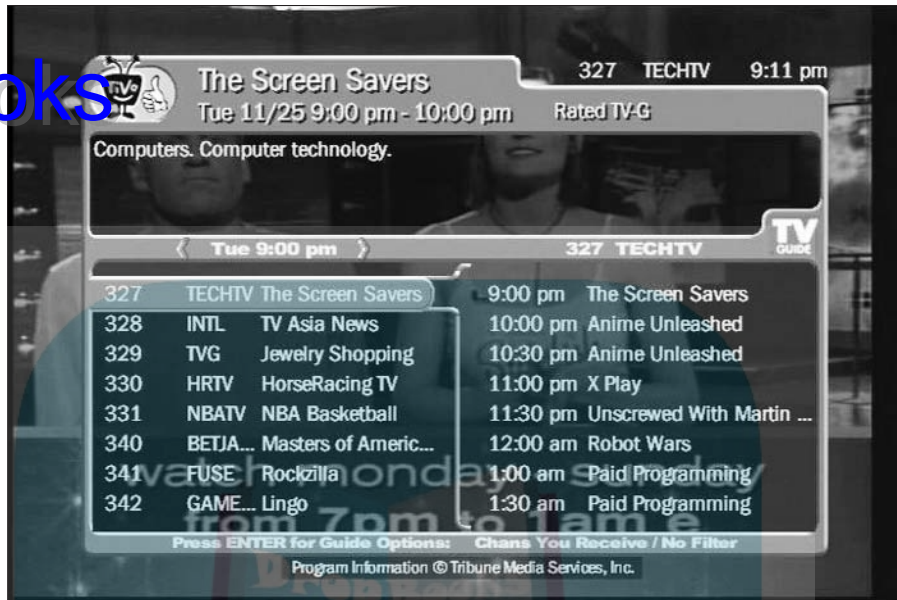 327 TECHTV 9:11 pm
oks
TiVo
The Screen Savers
Tue 11/25 9:00 pm - 10:00 pm Rated TV-G
Computers. Computer technology.
TV
GUIDE
Tue 9:00 pm 327 TECHTV
327 TECHTV The Screen Savers
328 INTL TV Asia News
329 TVG Jewelry Shopping
330 HRTV HorseRacing TV
331 NBATV NBA Basketball
340 BETJA... Masters of Americ...
341 FUSE Rockzilla
342 GAME... Lingo
9:00 pm The Screen Savers
10:00 pm Anime Unleashed
10:30 pm Anime Unleashed
11:00 pm X Play
11:30 pm Unscrewed With Martin ...
12:00 am Robot Wars
1:00 am Paid Programming
1:30 am Paid Programming
watch monday - sunday
from 7pm to 1am e
Press ENTER for Guide Options: Chans You Receive / No Filter
Program Information © Tribune Media Services, Inc.